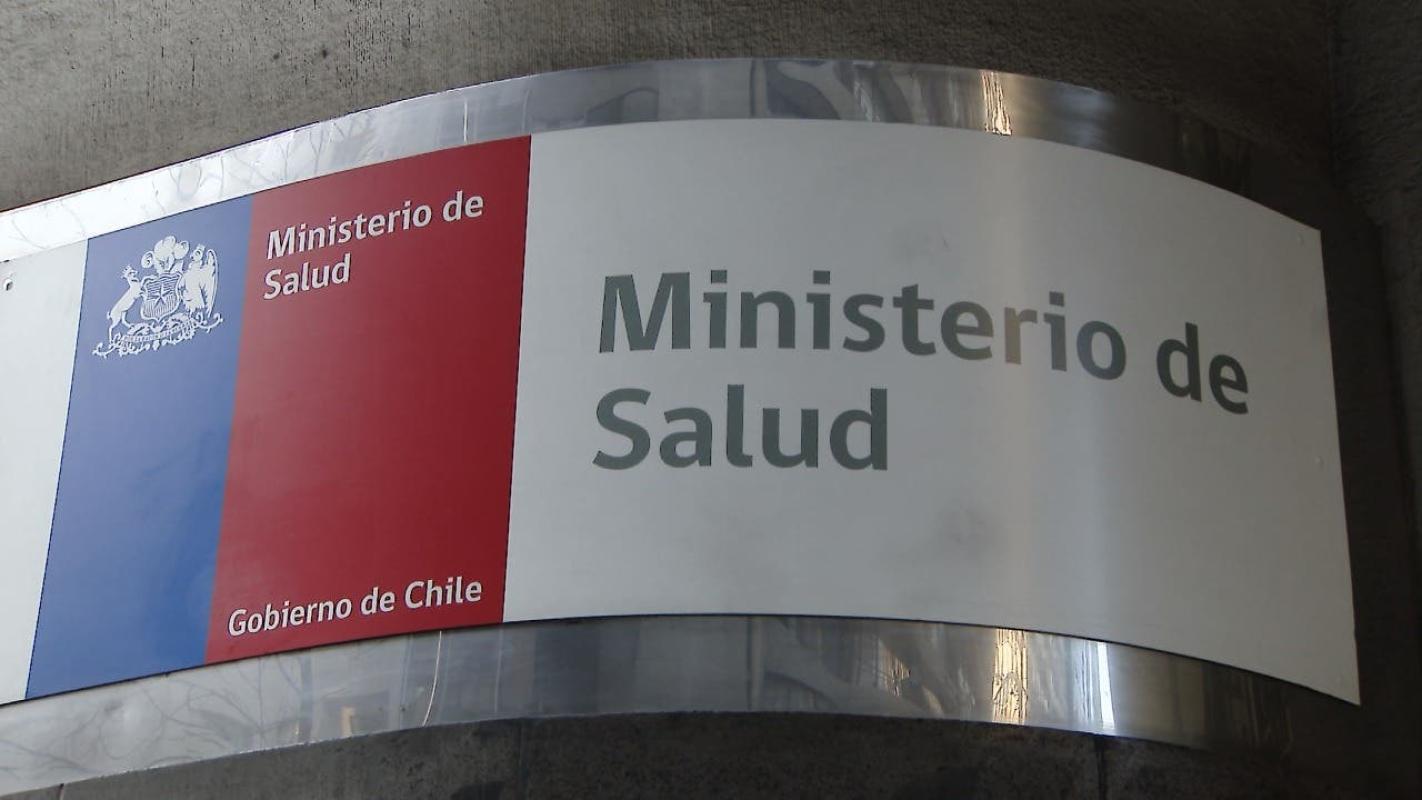 Ministerio de
Salud
Gobierno de Chile
Ministerio de
Salud